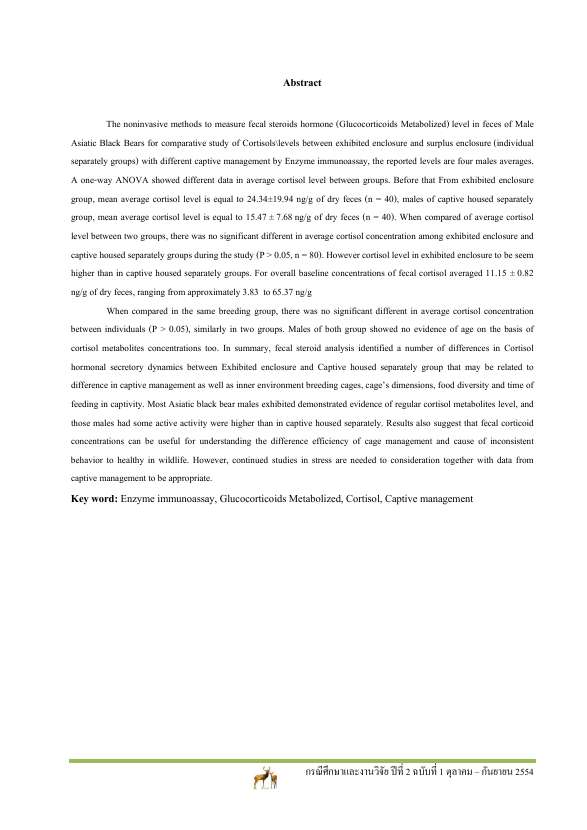 Abstract
The noninvasive methods to measure fecal steroids hormone (Glucocorticoids Metabolized) level in feces of Male
Asiatic Black Bears for comparative study of Cortisols\levels between exhibited enclosure and surplus enclosure (individual
separately groups) with different captive management by Enzyme immunoassay, the reported levels are four males averages.
A one-way ANOVA showed different data in average cortisol level between groups. Before that From exhibited enclosure
group, mean average cortisol level is equal to 24.34±19.94 ng/g of dry feces (n = 40), males of captive housed separately
group, mean average cortisol level is equal to 15.47 ± 7.68 ng/g of dry feces (n = 40). When compared of average cortisol
level between two groups, there was no significant different in average cortisol concentration among exhibited enclosure and
captive housed separately groups during the study (P > 0.05, n = 80). However cortisol level in exhibited enclosure to be seem
higher than in captive housed separately groups. For overall baseline concentrations of fecal cortisol averaged 11.15 ± 0.82
ng/g of dry feces, ranging from approximately 3.83 to 65.37 ng/g
When compared in the same breeding group, there was no significant different in average cortisol concentration
between individuals (P > 0.05), similarly in two groups. Males of both group showed no evidence of age on the basis of
cortisol metabolites concentrations too. In summary, fecal steroid analysis identified a number of differences in Cortisol
hormonal secretory dynamics between Exhibited enclosure and Captive housed separately group that may be related to
difference in captive management as well as inner environment breeding cages, cage’s dimensions, food diversity and time of
feeding in captivity. Most Asiatic black bear males exhibited demonstrated evidence of regular cortisol metabolites level, and
those males had some active activity were higher than in captive housed separately. Results also suggest that fecal corticoid
concentrations can be useful for understanding the difference efficiency of cage management and cause of inconsistent
behavior to healthy in wildlife. However, continued studies in stress are needed to consideration together with data from
captive management to be appropriate.
Key word: Enzyme immunoassay, Glucocorticoids Metabolized, Cortisol, Captive management
กรณีศึกษาและงานวิจัย ปีที่ 2 ฉบับที่ 1 ตุลาคม – กันยายน 2554